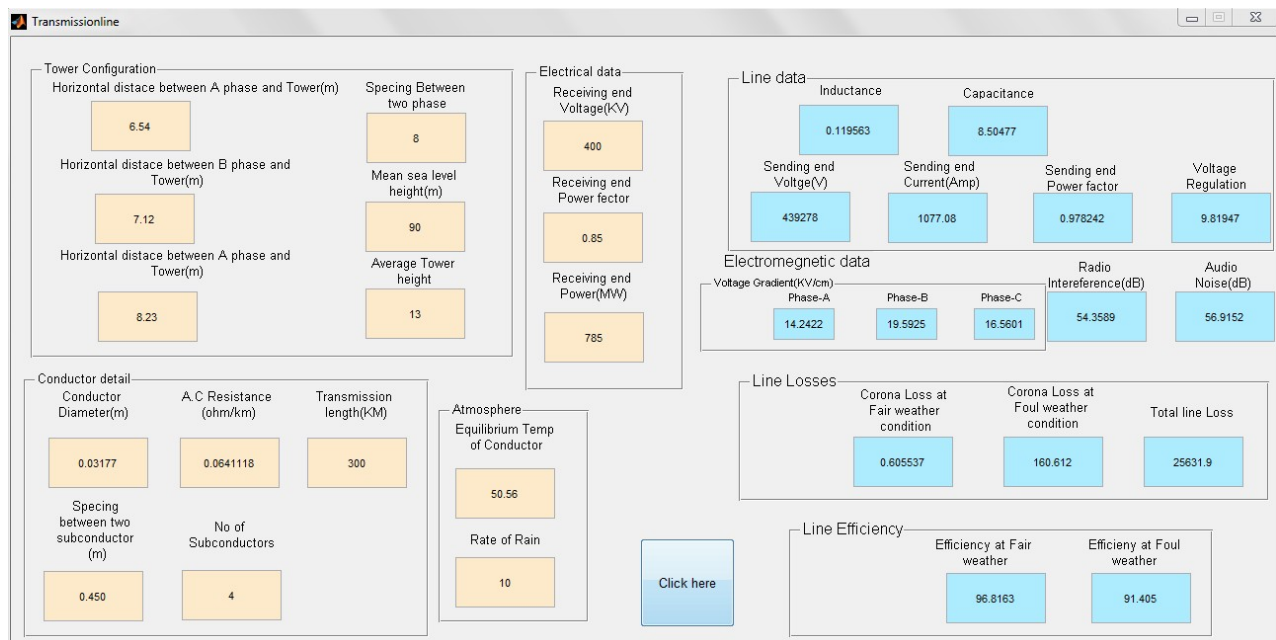 Transmissionline
Tower Configuration
Horizontal distace between A phase and Tower(m)
6.54
Horizontal distace between B phase and
Tower(m)
7.12
Horizontal distace between A phase and
Tower(m)
8.23
Specing Between
two phase
8
Mean sea level
height(m)
90
Average Tower
height
13
Electrical data
Receiving end
Voltage(KV)
400
Receiving end
Power fector
0.85
Receiving end
Power(MW)
785
Line data
Inductance
0.119563
Capacitance
8.50477
Sending end
Voltge(V)
439278
Sending end
Current(Amp)
1077.08
Sending end
Power factor
0.978242
Voltage
Regulation
9.81947
Electromegnetic data
Voltage Gradient(KV/cm)
Phase-A
14.2422
Phase-B
19.5925
Phase-C
16.5601
Radio
Intereference(dB)
54.3589
Audio
Noise(dB)
56.9152
Conductor detail
Conductor
Diameter(m)
0.03177
A.C Resistance
(ohm/km)
0.0641118
Transmission
length(KM)
300
Specing
between two
subconductor
(m)
0.450
No of
Subconductors
4
Atmosphere
Equilibrium Temp
of Conductor
50.56
Rate of Rain
10
Click here
Line Losses
Corona Loss at
Fair weather
condition
0.605537
Corona Loss at
Foul weather
condition
160.612
Total line Loss
25631.9
Line Efficiency
Efficiency at Fair
weather
96.8163
Efficieny at Foul
weather
91.405